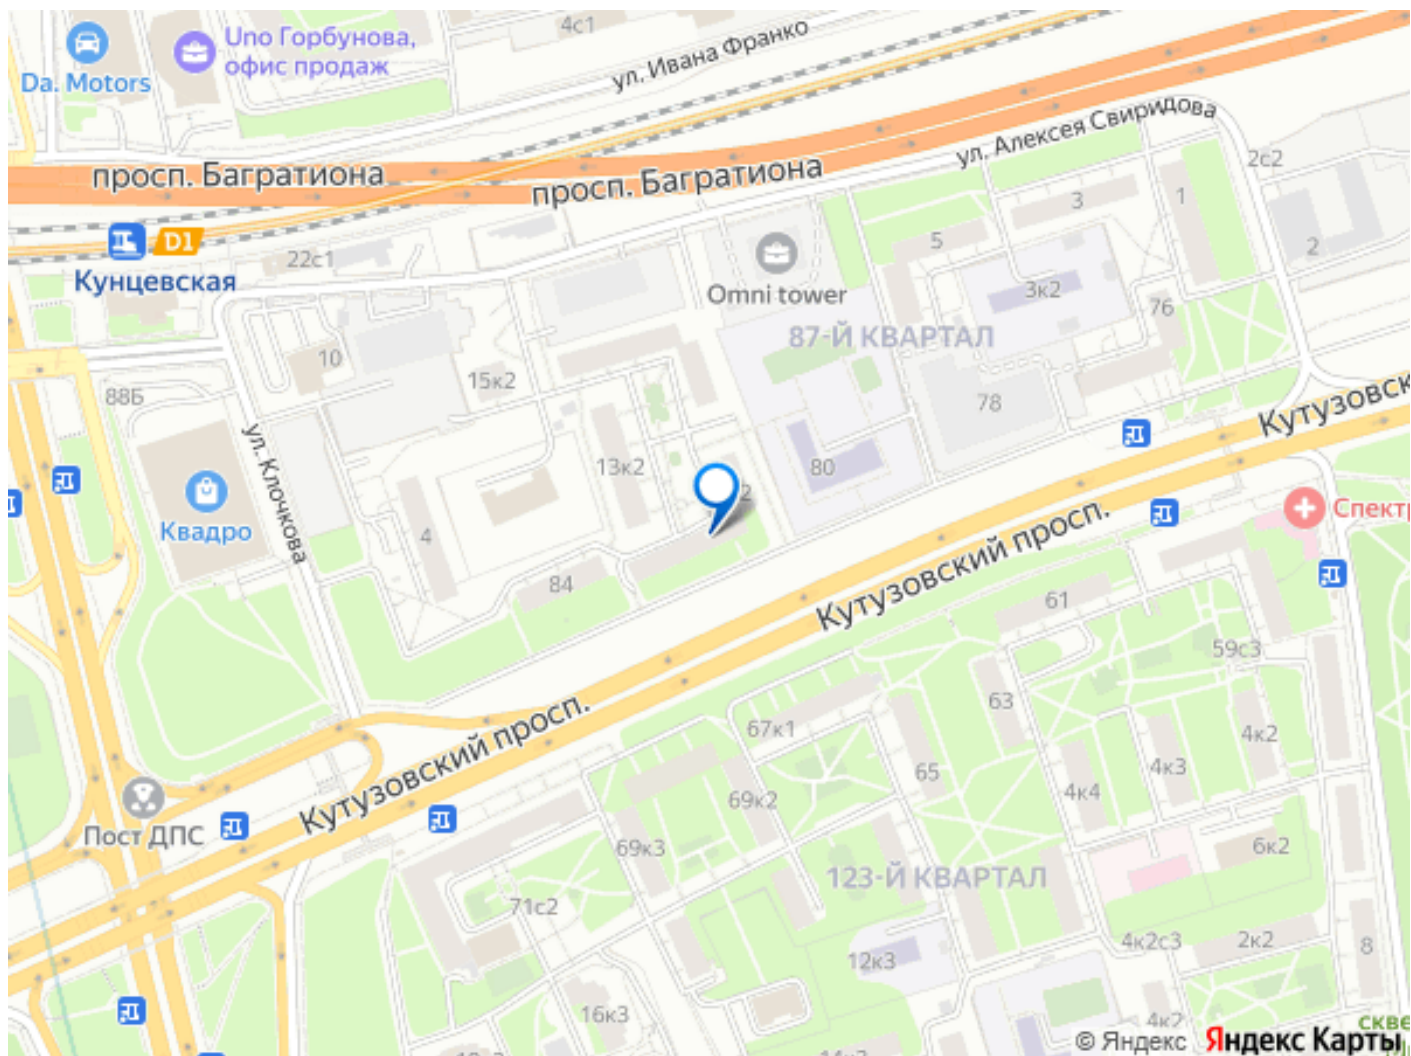 4с1
Uno Горбунова,
офис продаж
Da. Motors
ул. Ивана Франко
ул. Алексея Свиридова
просп. Багратиона
просп. Багратиона
2с2
3
1
5
2
D1
Кунцевская
22с1
Omni tower
3к2
76
87-Й КВАРТАЛ
10
15к2
88Б
78
Кутузовск
ул. Клочкова
13к2
80
2
Квадро
4
Спектр
84
Кутузовский просп.
61
59с3
63
67к1
4к2
Кутузовский просп.
65
4к3
4к4
69к2
Пост ДПС
69к3
6к2
123-Й КВАРТАЛ
71с2
4к2с3
2к2
8
12к3
16к3
4к2
скве
© Яндекс Яндекс Карты